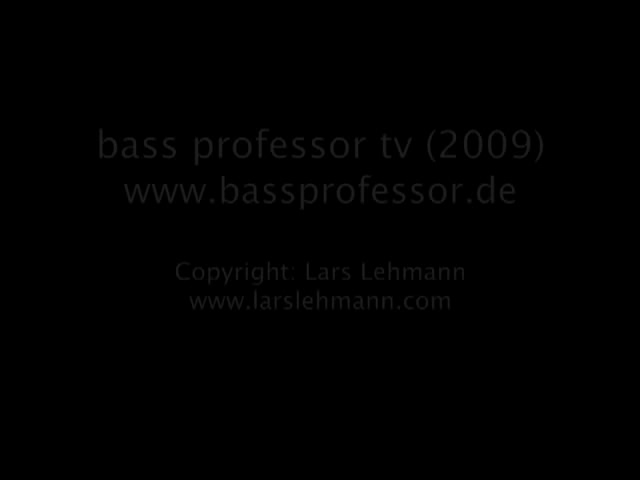 bass professor tv (2009)
www.bassprofessor.de
Copyright: Lars Lehmann
www.larslehmann.com